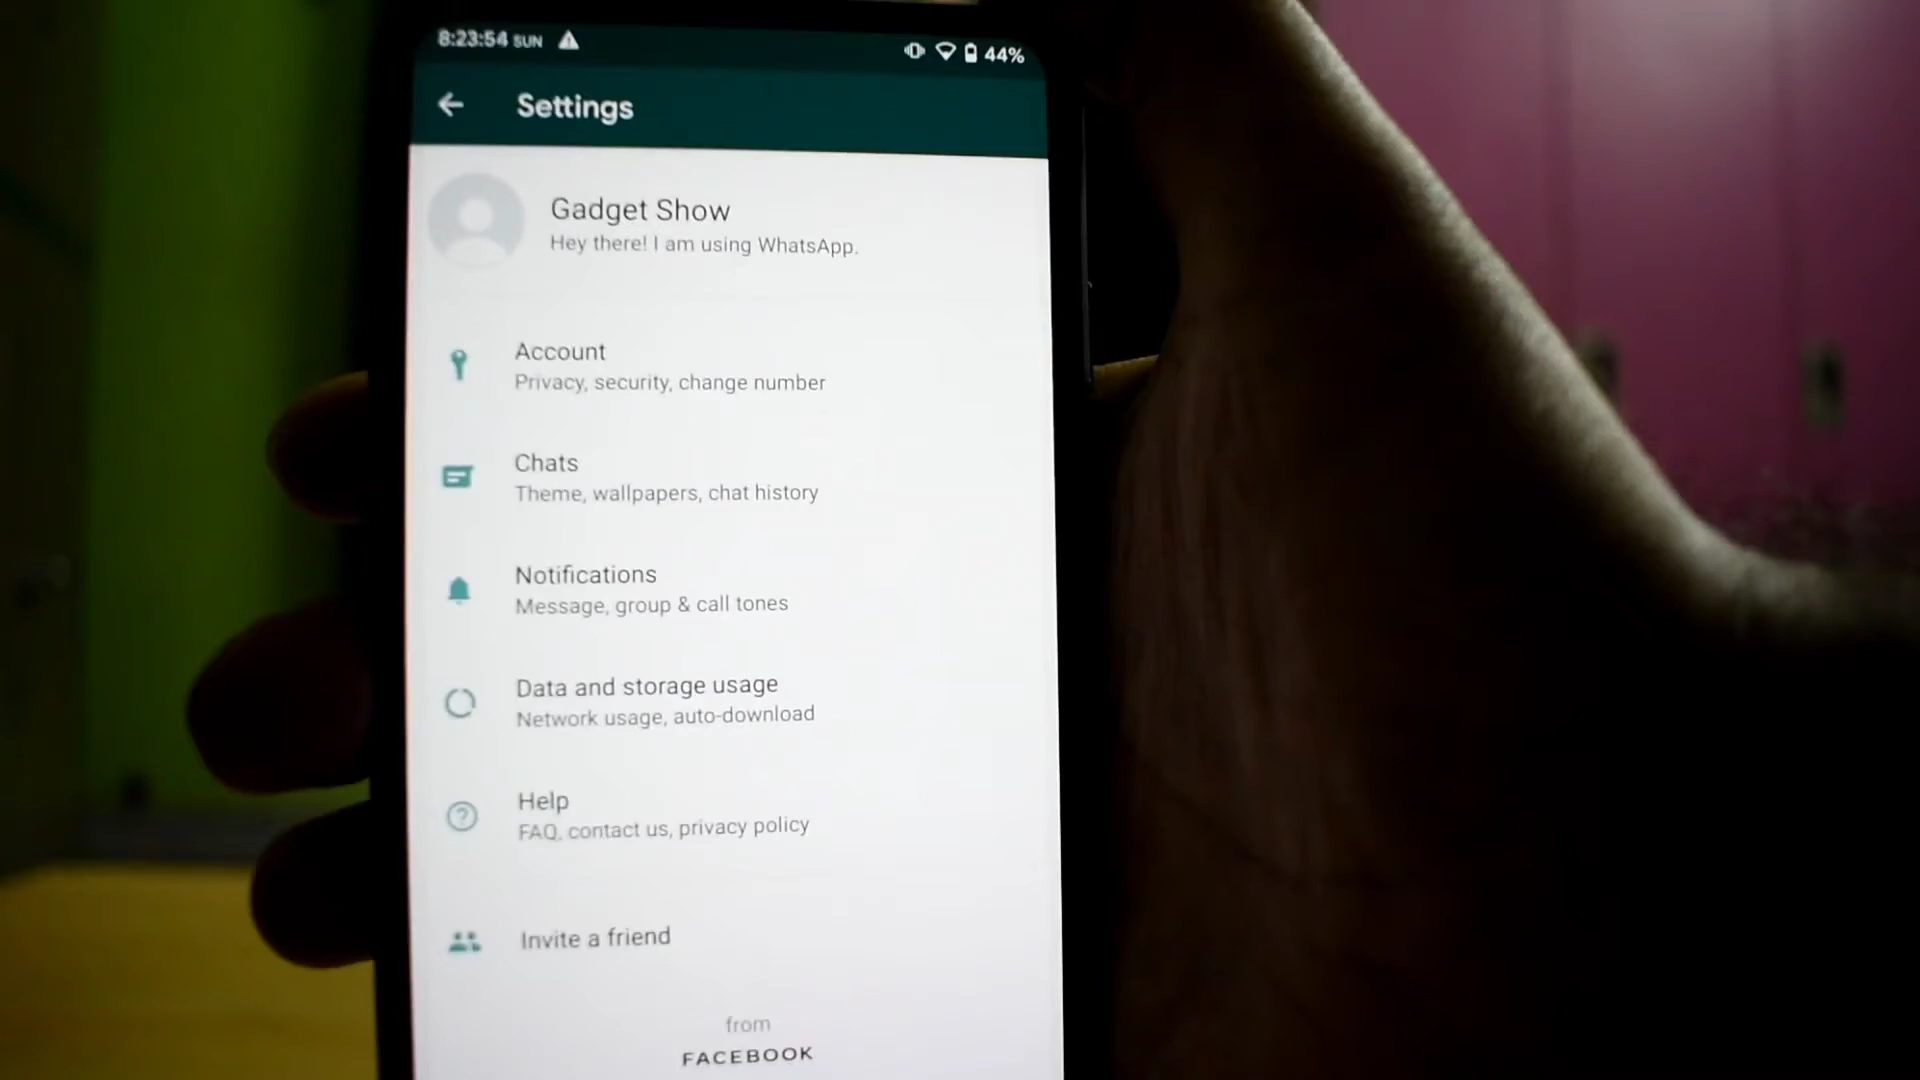 8:23:54 SUN
44%
Settings
Gadget Show
Hey there! I am using WhatsApp.
Account
Privacy, security, change number
Chats
Theme, wallpapers, chat history
Notifications
Message, group & call tones
Data and storage usage
Network usage, auto-download
Help
FAQ, contact us, privacy policy
Invite a friend
from
FACEBOOK